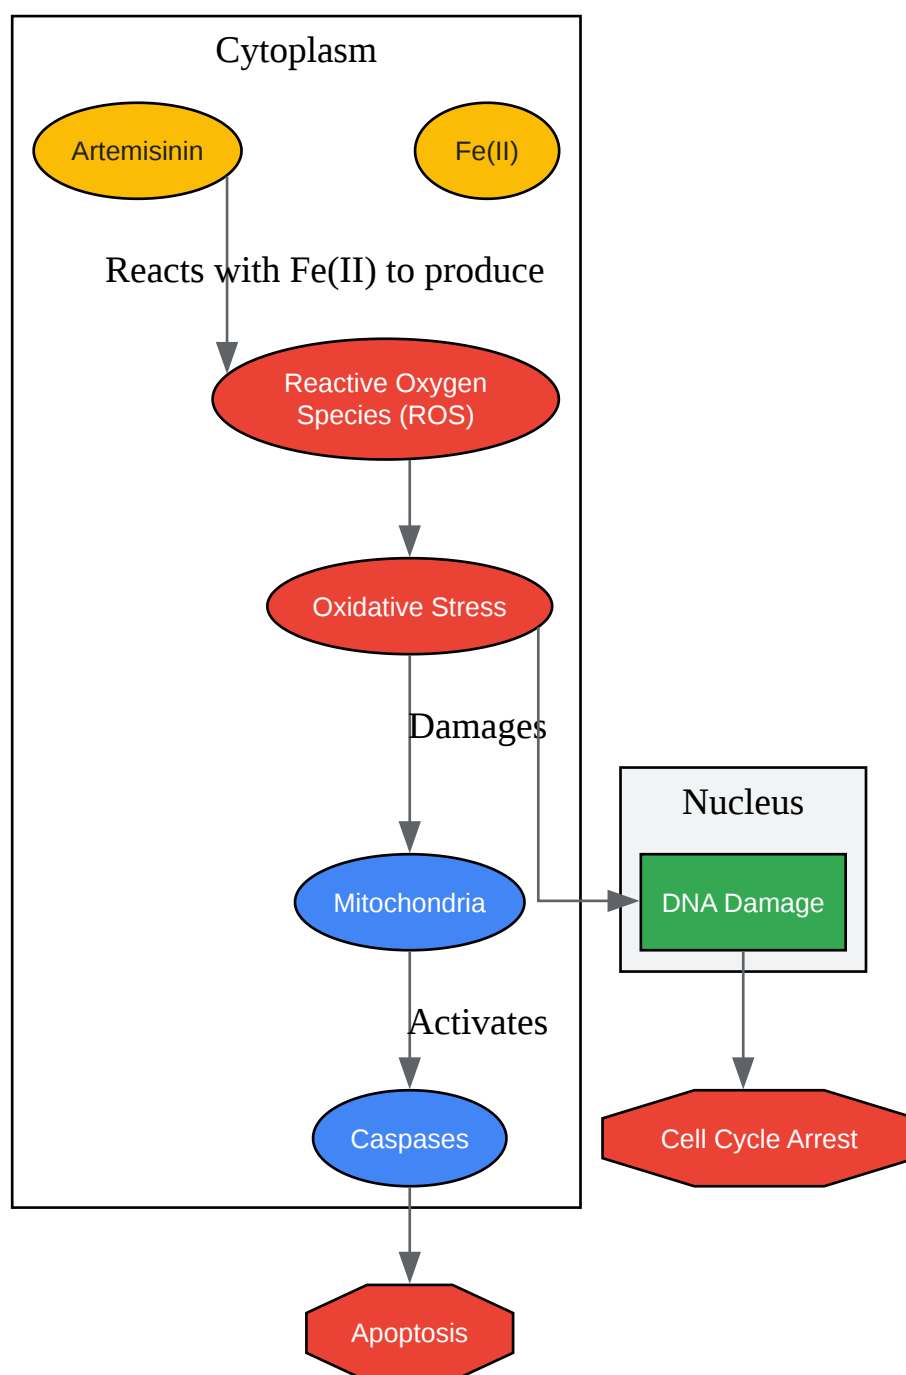 Cytoplasm
Artemisinin
Fe(II)
Reacts with Fe(II) to produce
Reactive Oxygen
Species (ROS)
Oxidative Stress
Damages
Nucleus
Mitochondria
DNA Damage
Activates
Caspases
Cell Cycle Arrest
Apoptosis